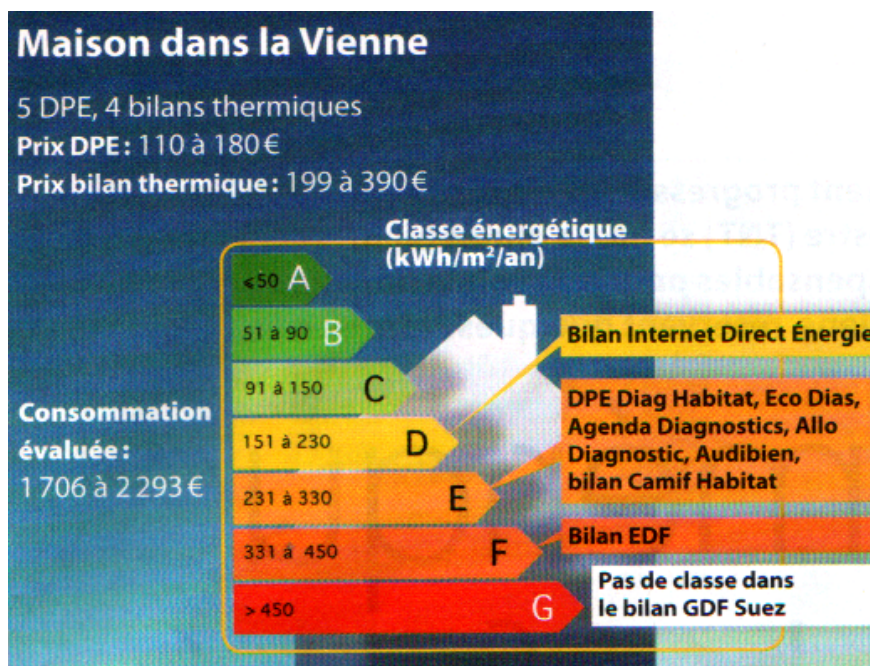 Maison dans la Vienne
5 DPE, 4 bilans thermiques
Prix DPE : 110 à 180 €
Prix bilan thermique : 199 à 390 €
Classe énergétique
(kWh/m²/an)
⩽50 A
51 à 90 B
91 à 150 C
151 à 230 D
231 à 330 E
331 à 450 F
> 450 G
Consommation
évaluée :
1 706 à 2 293 €
Bilan Internet Direct Énergie
DPE Diag Habitat, Eco Dias,
Agenda Diagnostics, Allo
Diagnostic, Audibien,
bilan Camif Habitat
Bilan EDF
Pas de classe dans
le bilan GDF Suez